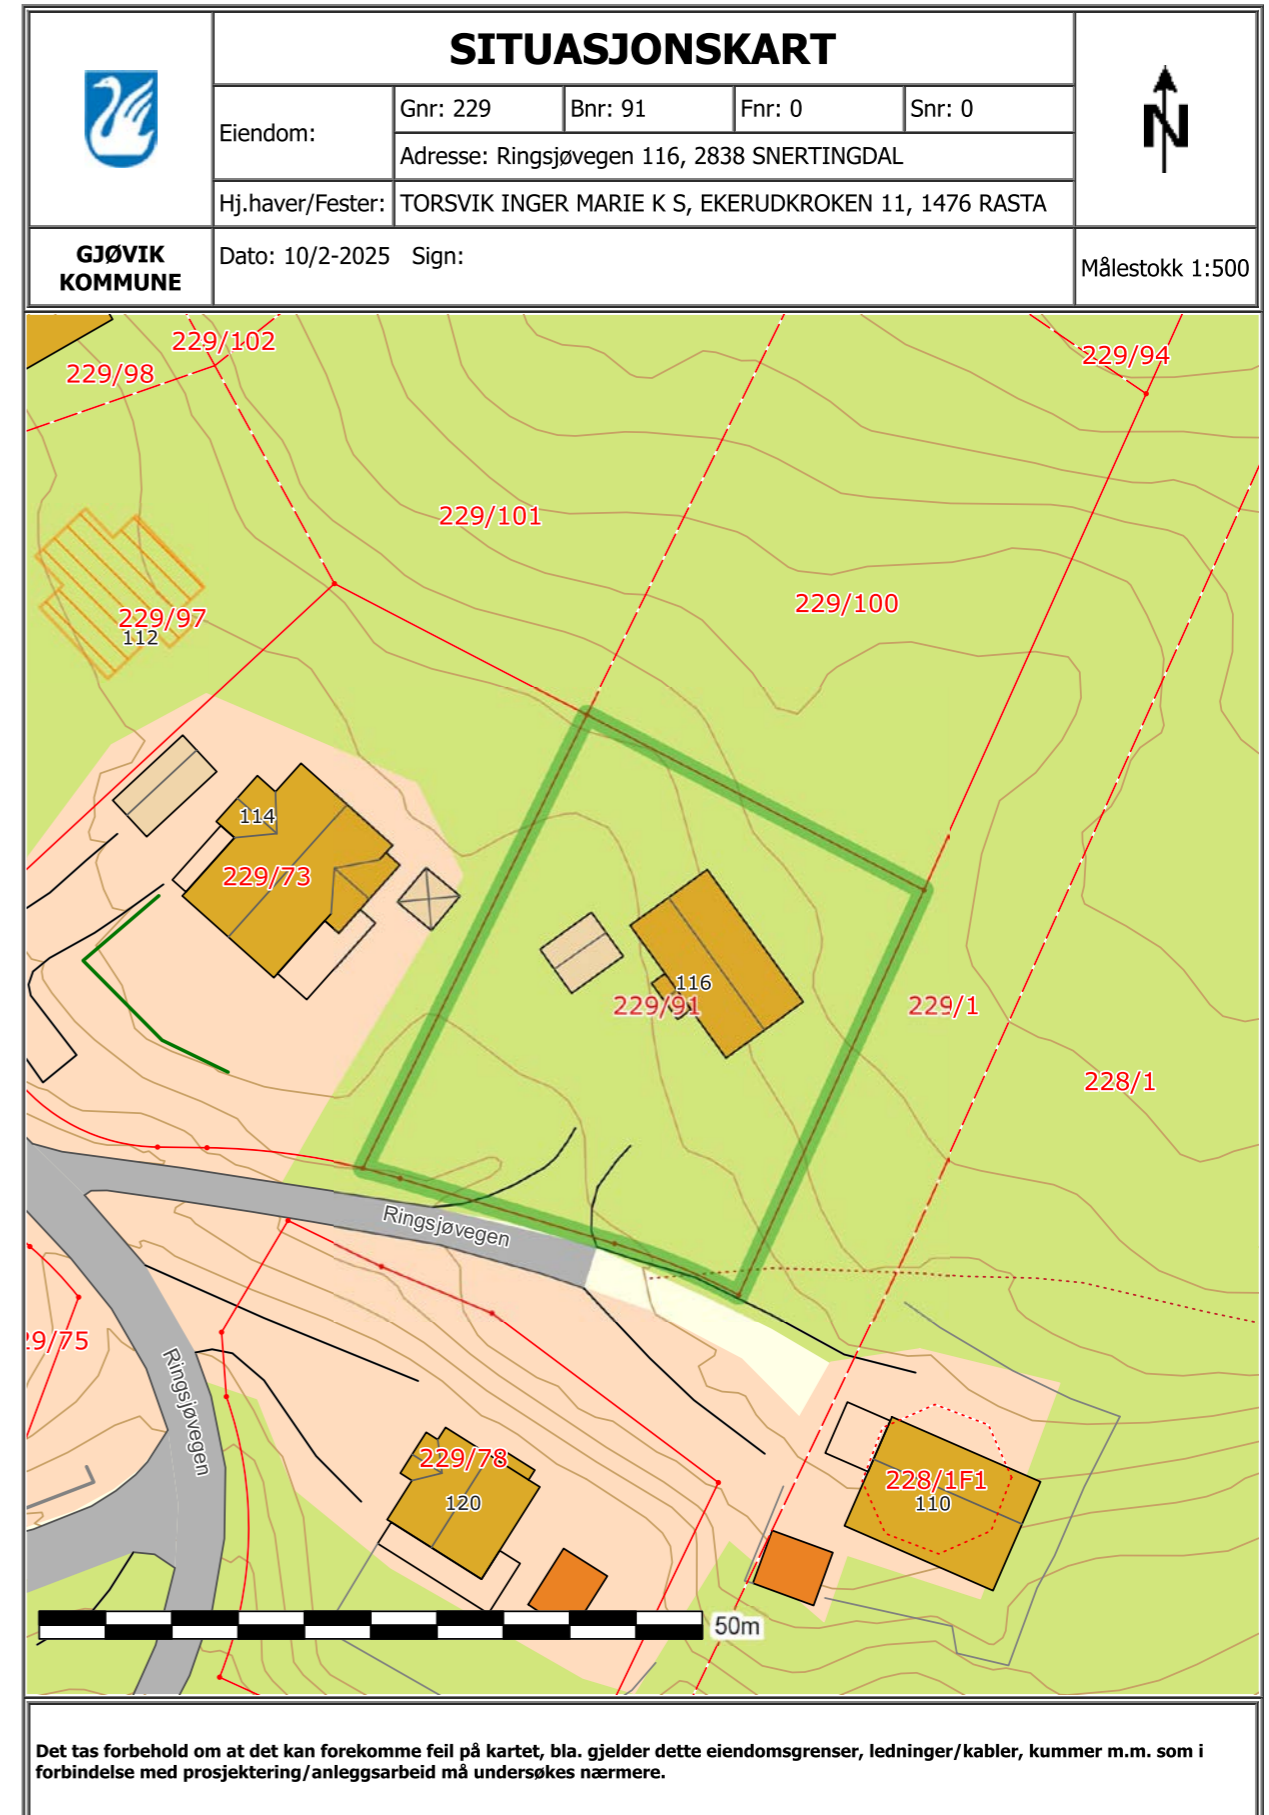 SITUASJONSKART
Eiendom:
Gnr: 229
Bnr: 91
Fnr: 0
Snr: 0
Adresse: Ringsjøvegen 116, 2838 SNERTINGDAL
Hj.haver/Fester:
TORSVIK INGER MARIE K S, EKERUDKROKEN 11, 1476 RASTA
N
GJØVIK
KOMMUNE
Dato: 10/2-2025 Sign:
Målestokk 1:500
229/102
229/98
229/94
229/101
229/100
229/97
112
114
229/73
116
229/91
229/1
228/1
Ringsjøvegen
9/75
Ringsjøvegen
229/78
120
228/1F1
110
50m
Det tas forbehold om at det kan forekomme feil på kartet, bla. gjelder dette eiendomsgrenser, ledninger/kabler, kummer m.m. som i
forbindelse med prosjektering/anleggsarbeid må undersøkes nærmere.